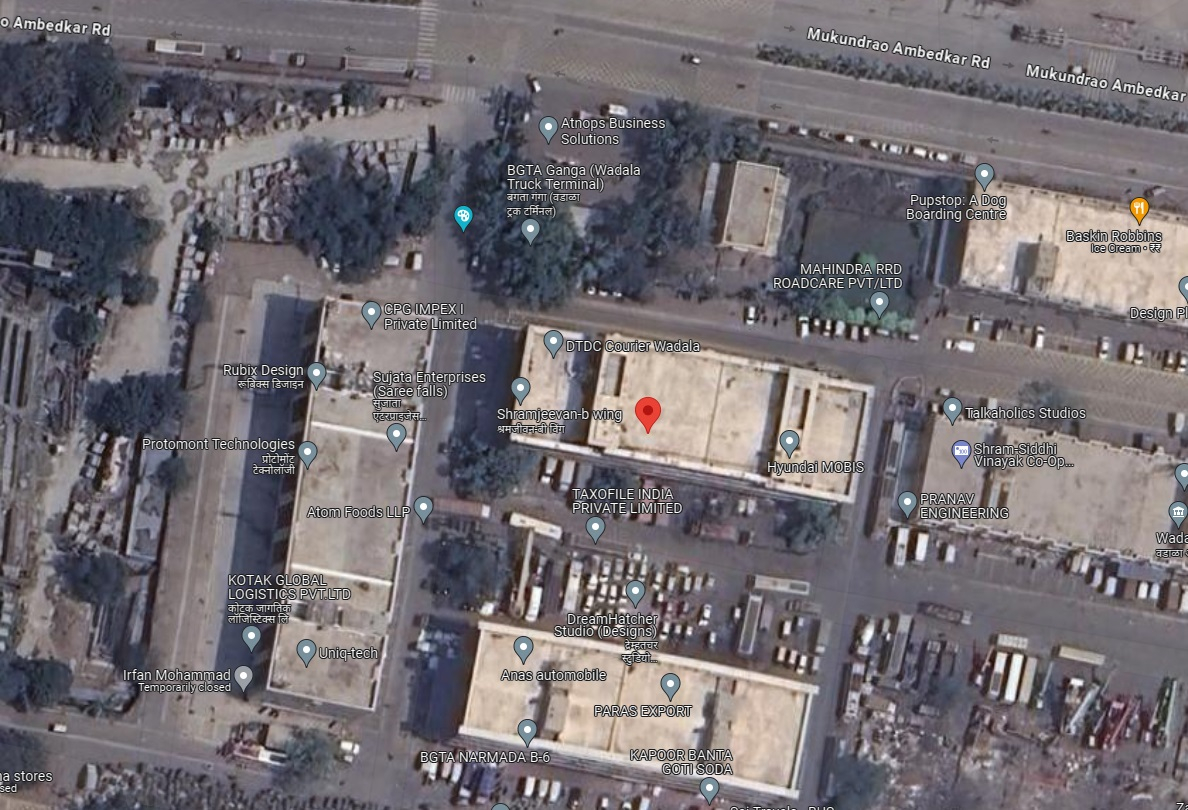 o Ambedkar Rd
Mukundrao Ambedkar Rd
Mukundrao Ambedkar
Atnops Business
Solutions
BGTA Ganga (Wadala
Truck Terminal)
बगता गंगा (वडाळा
ट्रक टर्मिनल)
Pupstop: A Dog
Boarding Centre
Baskin Robbins
Ice Cream • ₹₹
MAHINDRA RRD
ROADCARE PVT/LTD
Design Pl
CPG IMPEX I
Private Limited
DTDC Courier Wadala
Rubix Design
रूबिक्स डिजाइन
Sujata Enterprises
(Saree falls)
सुजाता
एंटरप्राइजेस...
Shramjeevan-b wing
श्रमजीवन-बी विंग
Talkaholics Studios
Protomont Technologies
प्रोटोमोंट
टेक्नोलॉजी
Shram-Siddhi
Vinayak Co-Op...
Hyundai MOBIS
TAXOFILE INDIA
PRIVATE LIMITED
PRANAV
ENGINEERING
Atom Foods LLP
Wada
वडाळा
KOTAK GLOBAL
LOGISTICS PVT.LTD
कोटक जागतिक
लॉजिस्टिक्स लि
DreamHatcher
Studio (Designs)
ड्रेमहतचर
स्टुडिओ...
Uniq-tech
Irfan Mohammad
Temporarily closed
Anas automobile
PARAS EXPORT
BGTA NARMADA B-6
KAPOOR BANTA
GOTI SODA
a stores
sed